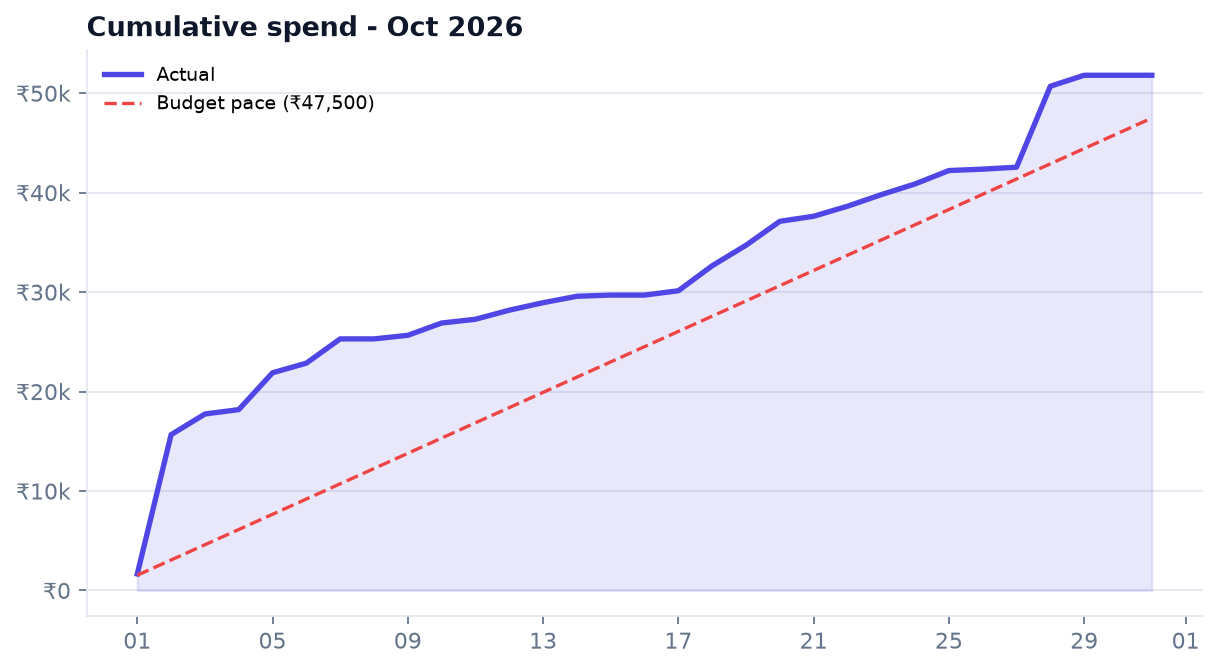 Cumulative spend - Oct 2026
Actual
Budget pace (₹47,500)
₹50k
₹40k
₹30k
₹20k
₹10k
₹0
01 05 09 13 17 21 25 29 01